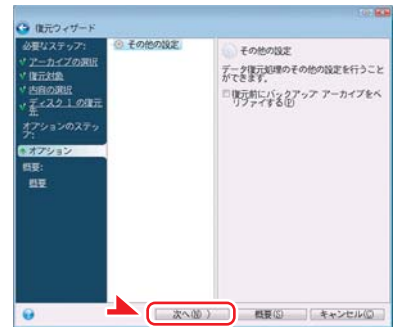 復元ウィザード
必要なステップ:
アーカイブの選択
復元対象
内容の選択
ディスク 1 の復元
先
オプションのステッ
プ:
オプション
概要:
概要
その他の設定
その他の設定
データ復元処理のその他の設定を行うこと
ができます。
復元前にバックアップ アーカイブをベ
リファイする(E)
次へ(N) 〉
概要(S)
キャンセル(C)